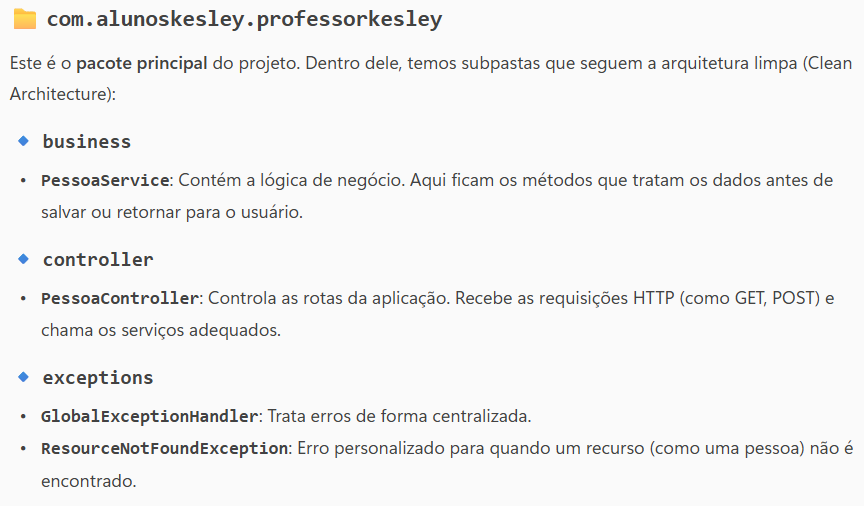 com.alunoskesley.professorkesley
Este é o pacote principal do projeto. Dentro dele, temos subpastas que seguem a arquitetura limpa (Clean
Architecture):
business
• PessoaService: Contém a lógica de negócio. Aqui ficam os métodos que tratam os dados antes de
salvar ou retornar para o usuário.
controller
• PessoaController: Controla as rotas da aplicação. Recebe as requisições HTTP (como GET, POST) e
chama os serviços adequados.
exceptions
• GlobalExceptionHandler: Trata erros de forma centralizada.
• ResourceNotFoundException: Erro personalizado para quando um recurso (como uma pessoa) não é
encontrado.